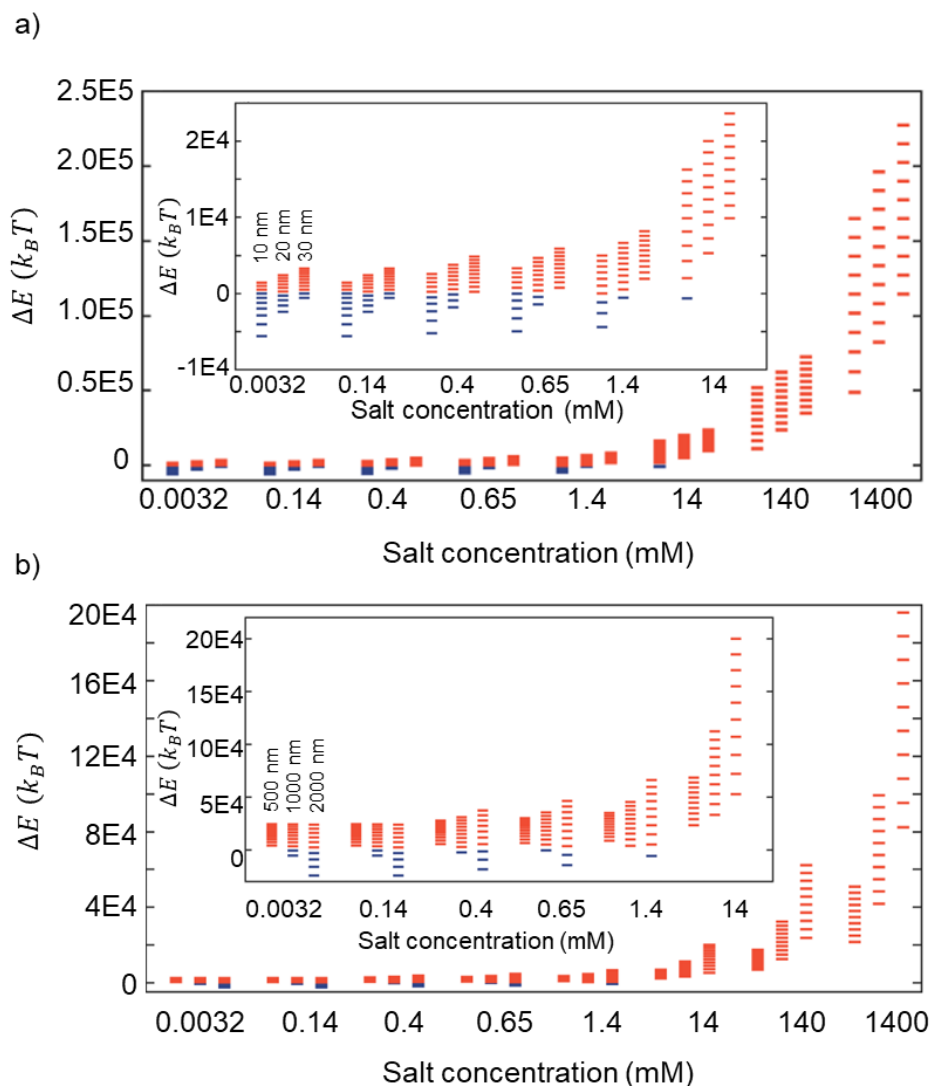 a)
2.5E5
2.0E5
1.5E5
1.0E5
0.5E5
0
ΔE (k_BT)
2E4
1E4
0
-1E4
ΔE (k_BT)
10 nm
20 nm
30 nm
0.0032 0.14 0.4 0.65 1.4 14
Salt concentration (mM)
0.0032 0.14 0.4 0.65 1.4 14 140 1400
Salt concentration (mM)
b)
20E4
16E4
12E4
8E4
4E4
0
ΔE (k_BT)
20E4
15E4
10E4
5E4
0
ΔE (k_BT)
500 nm
1000 nm
2000 nm
0.0032 0.14 0.4 0.65 1.4 14
Salt concentration (mM)
0.0032 0.14 0.4 0.65 1.4 14 140 1400
Salt concentration (mM)